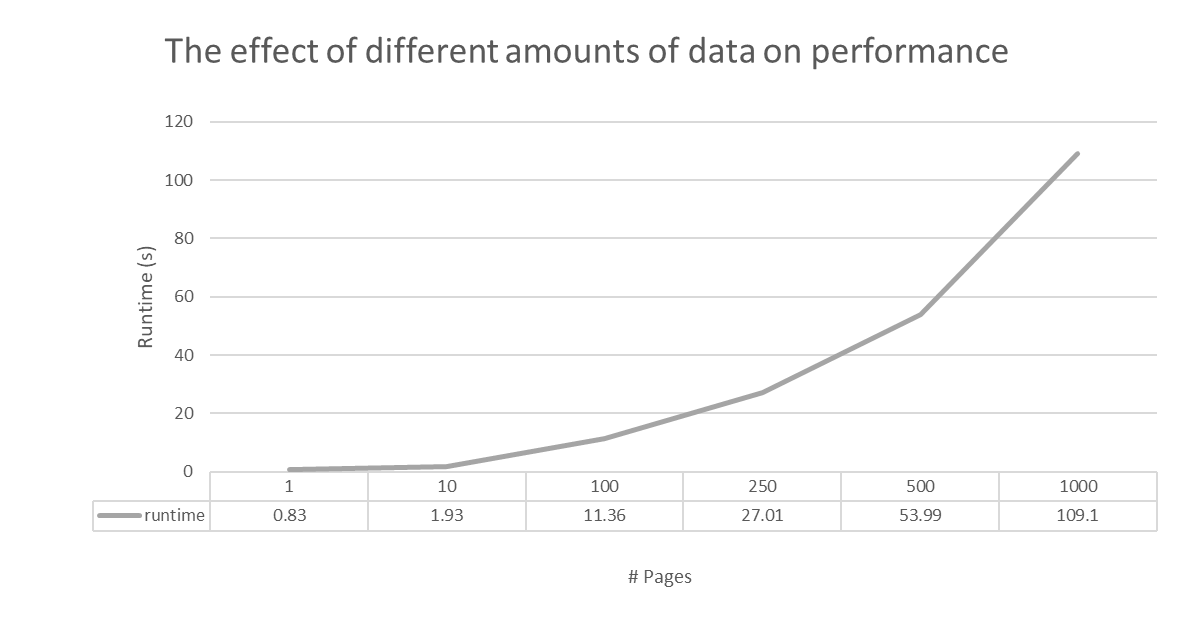 The effect of different amounts of data on performance
120
100
80
60
40
20
0
Runtime (s)
1 10 100 250 500 1000
runtime 0.83 1.93 11.36 27.01 53.99 109.1
# Pages